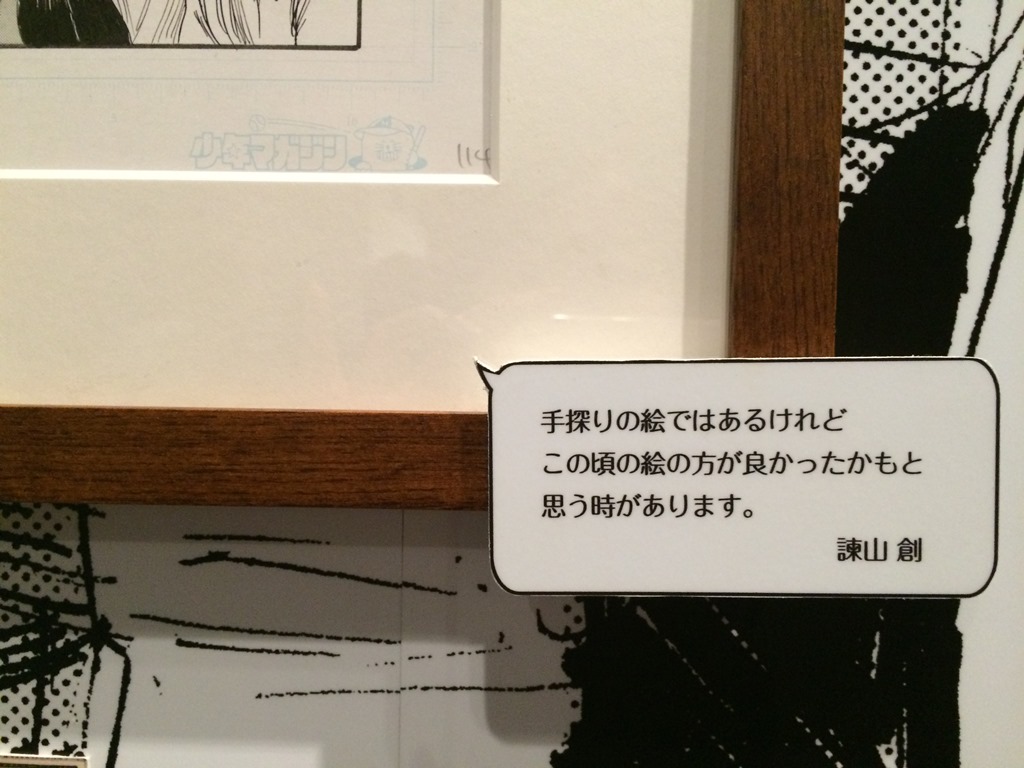 少年マガジン
114
手探りの絵ではあるけれど
この頃の絵の方が良かったかもと
思う時があります。
諫山 創